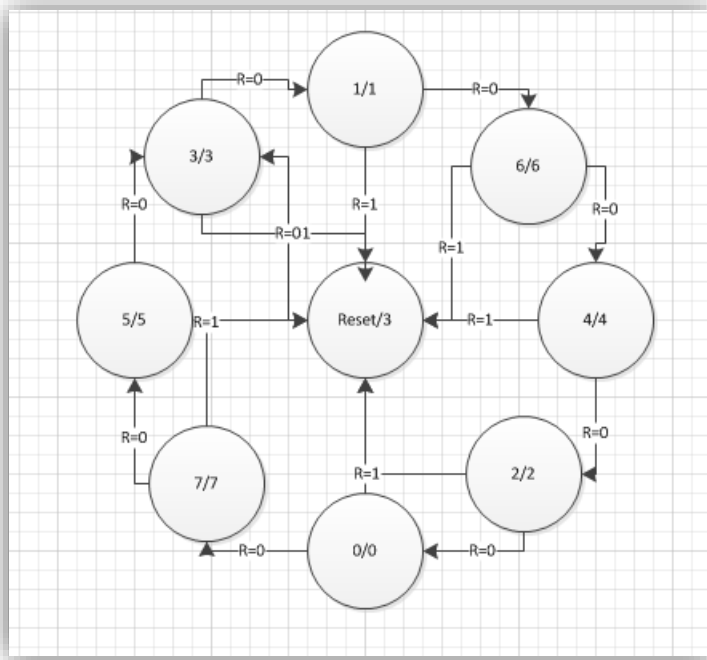 R=0
1/1
R=0
3/3
6/6
R=0
R=1
R=0
R=01
R=1
5/5
R=1
Reset/3
R=1
4/4
R=0
R=0
R=1
2/2
7/7
R=0
0/0
R=0